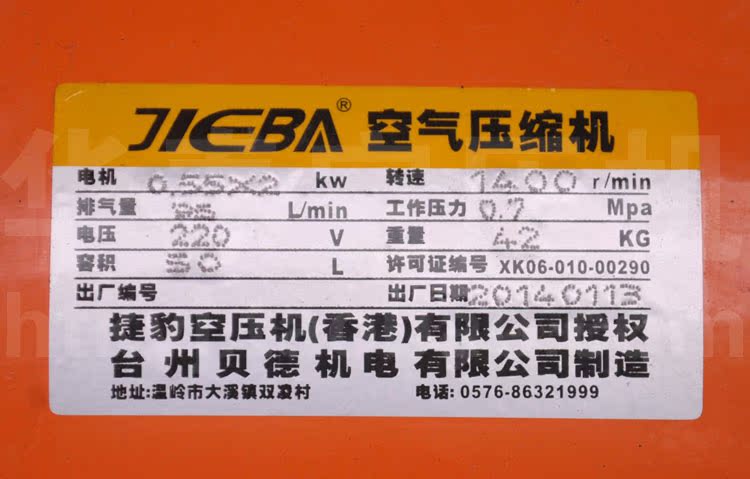 JIEBA® 空气压缩机
电机 0.55X2 kw 转速 1400 r/min
排气量 L/min 工作压力 0.7 Mpa
电压 220 V 重量 42 KG
容积 50 L 许可证编号 XK06-010-00290
出厂编号 出厂日期 20140113
捷豹空压机(香港)有限公司授权
台州贝德机电有限公司制造
地址:温岭市大溪镇双凌村 电话: 0576-86321999